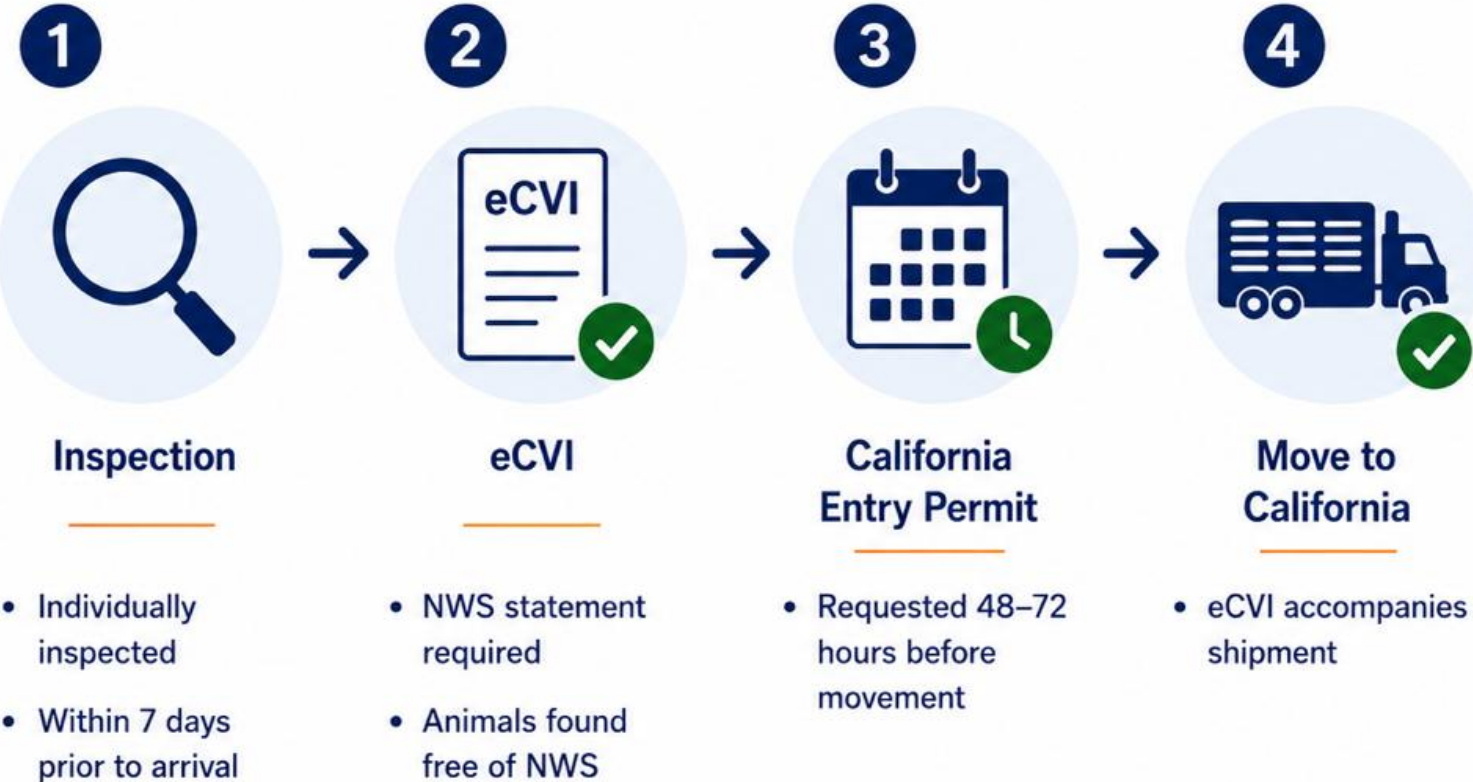 1
2
3
4
eCVI
Inspection
eCVI
California
Entry Permit
Move to
California
• Individually
inspected
• Within 7 days
prior to arrival
• NWS statement
required
• Animals found
free of NWS
• Requested 48–72
hours before
movement
• eCVI accompanies
shipment